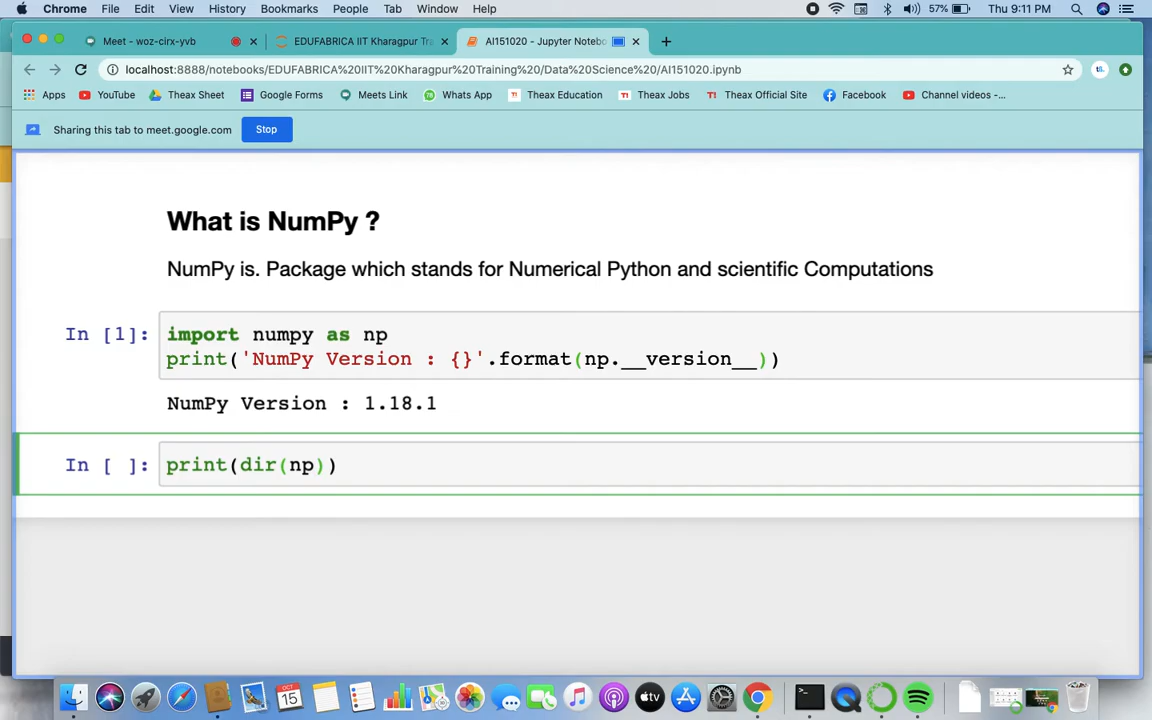 Chrome File Edit View History Bookmarks People Tab Window Help 57% Thu 9:11 PM
Meet - woz-cirx-yvb EDUFABRICA IIT Kharagpur Tra AI151020 - Jupyter Notebo
localhost:8888/notebooks/EDUFABRICA%20IIT%20Kharagpur%20Training%20/Data%20Science%20/AI151020.ipynb
Apps YouTube Theax Sheet Google Forms Meets Link Whats App Theax Education Theax Jobs Theax Official Site Facebook Channel videos -...
Sharing this tab to meet.google.com Stop
What is NumPy ?
NumPy is. Package which stands for Numerical Python and scientific Computations
In [1]: import numpy as np
print('NumPy Version : {}'.format(np.__version__))
NumPy Version : 1.18.1
In [ ]: print(dir(np))
OCT
15
tv